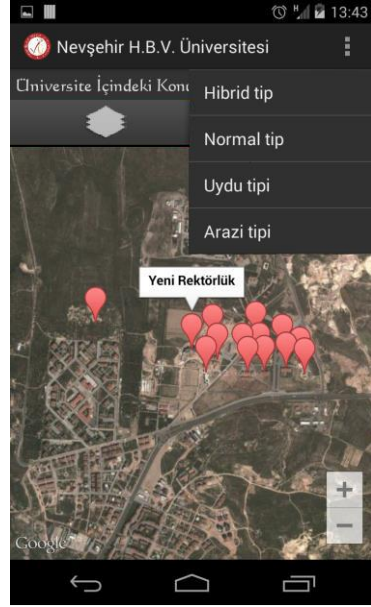 13:43
Nevşehir H.B.V. Üniversitesi
Üniversite İçindeki Konu
Hibrid tip
Normal tip
Uydu tipi
Arazi tipi
Yeni Rektörlük
+
−
Google